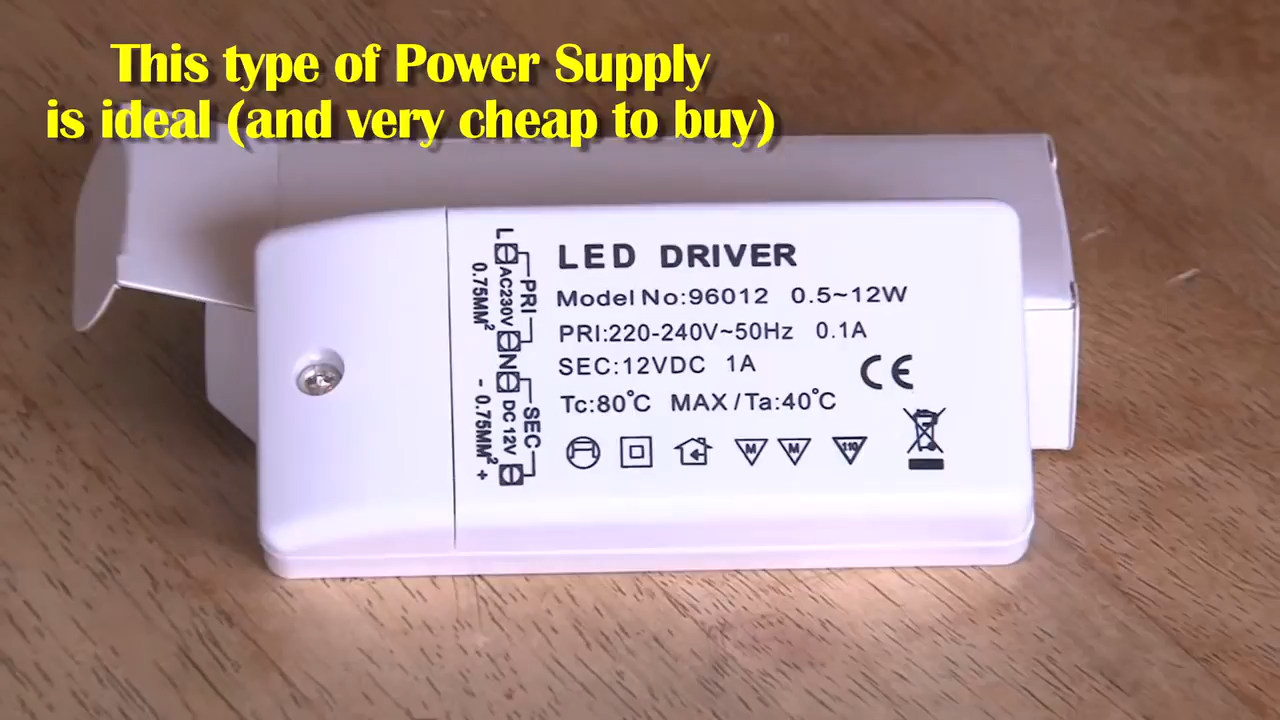 This type of Power Supply
is ideal (and very cheap to buy)
LED DRIVER
Model No:96012 0.5~12W
PRI:220-240V~50Hz 0.1A
SEC:12VDC 1A
Tc:80°C MAX/Ta:40°C
CE
M M 110
L
N
PRI
AC230V
0.75MM²
SEC
DC 12V
- 0.75MM² +